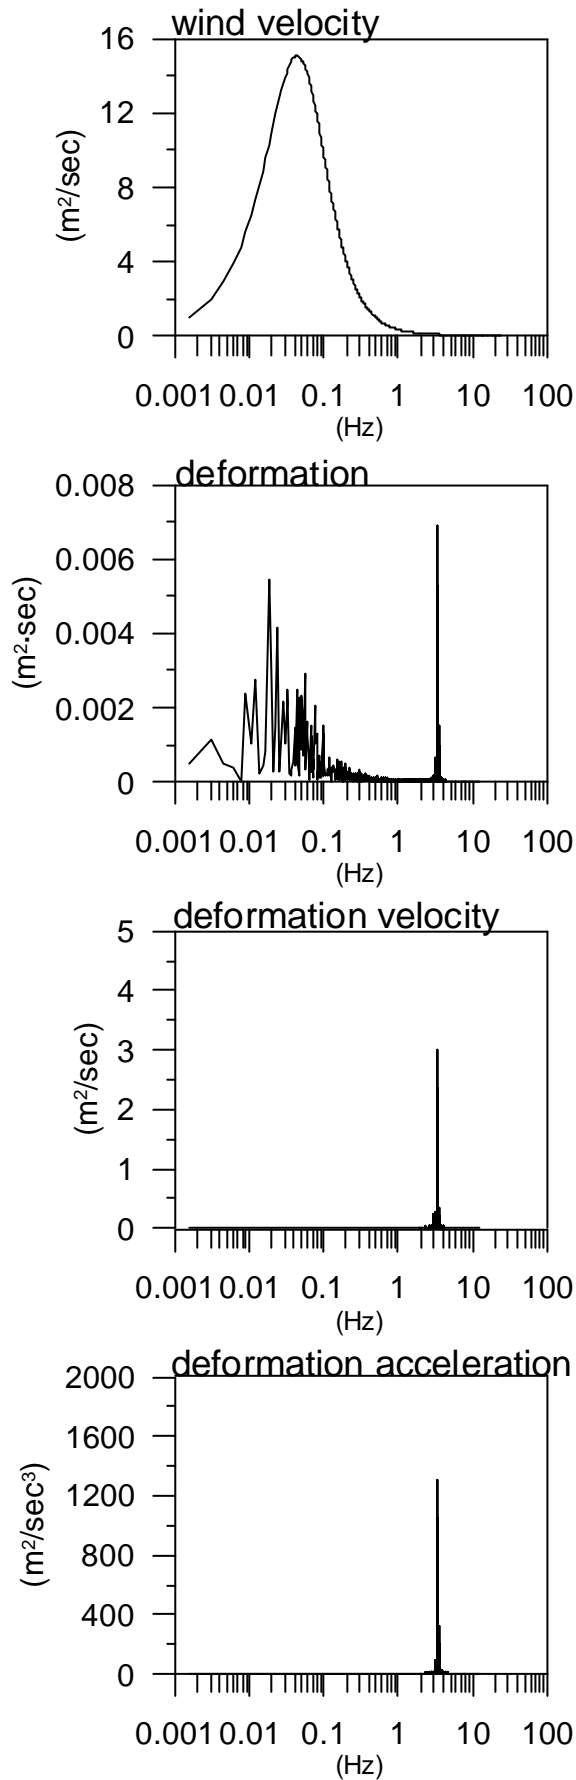 wind velocity
16
12
8
4
0
(m²/sec)
0.001 0.01 0.1 1 10 100
(Hz)
deformation
0.008
0.006
0.004
0.002
0
(m²·sec)
0.001 0.01 0.1 1 10 100
(Hz)
deformation velocity
5
4
3
2
1
0
(m²/sec)
0.001 0.01 0.1 1 10 100
(Hz)
deformation acceleration
2000
1600
1200
800
400
0
(m²/sec³)
0.001 0.01 0.1 1 10 100
(Hz)